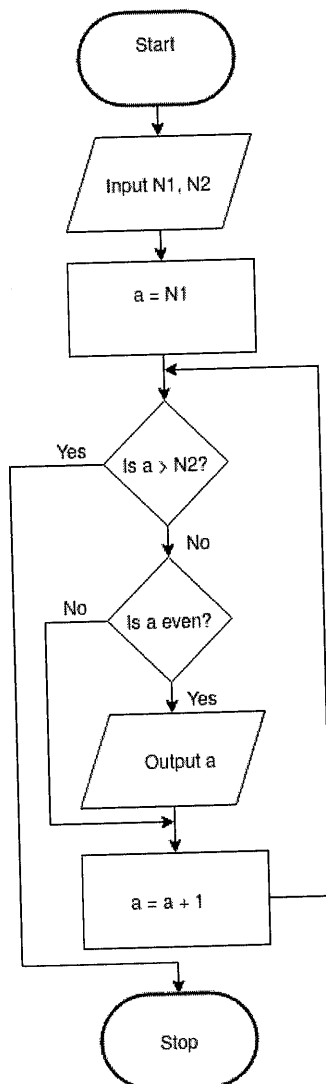 Start
Input N1, N2
a = N1
Is a > N2?
Yes
No
Is a even?
No
Yes
Output a
a = a + 1
Stop